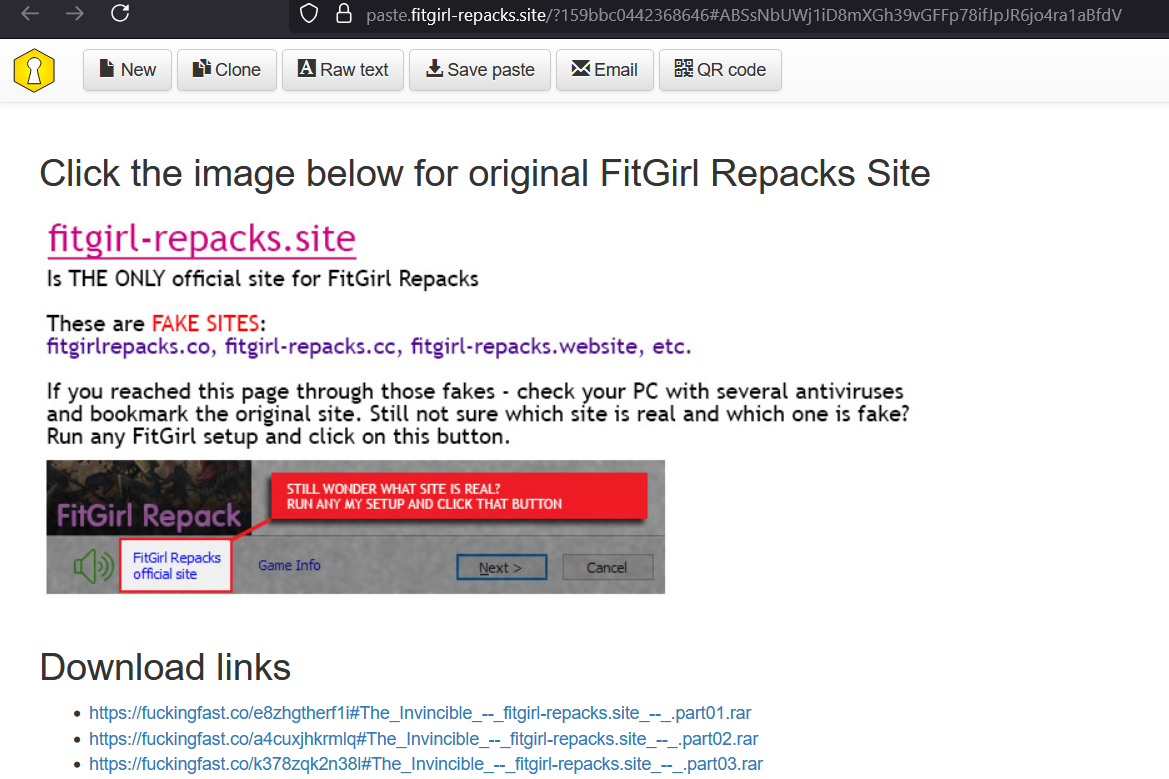 paste.fitgirl-repacks.site/?159bbc0442368646#ABSsNbUWj1iD8mXGh39vGFFp78ifJpJR6jo4ra1aBfdV
New Clone Raw text Save paste Email QR code
Click the image below for original FitGirl Repacks Site
fitgirl-repacks.site
Is THE ONLY official site for FitGirl Repacks
These are FAKE SITES:
fitgirlrepacks.co, fitgirl-repacks.cc, fitgirl-repacks.website, etc.
If you reached this page through those fakes - check your PC with several antiviruses
and bookmark the original site. Still not sure which site is real and which one is fake?
Run any FitGirl setup and click on this button.
STILL WONDER WHAT SITE IS REAL?
RUN ANY MY SETUP AND CLICK THAT BUTTON
FitGirl Repack
FitGirl Repacks
official site
Game Info
Next >
Cancel
Download links
https://fuckingfast.co/e8zhgtherf1i#The_Invincible_--_fitgirl-repacks.site_--_.part01.rar
https://fuckingfast.co/a4cuxjhkrmlq#The_Invincible_--_fitgirl-repacks.site_--_.part02.rar
https://fuckingfast.co/k378zqk2n38l#The_Invincible_--_fitgirl-repacks.site_--_.part03.rar